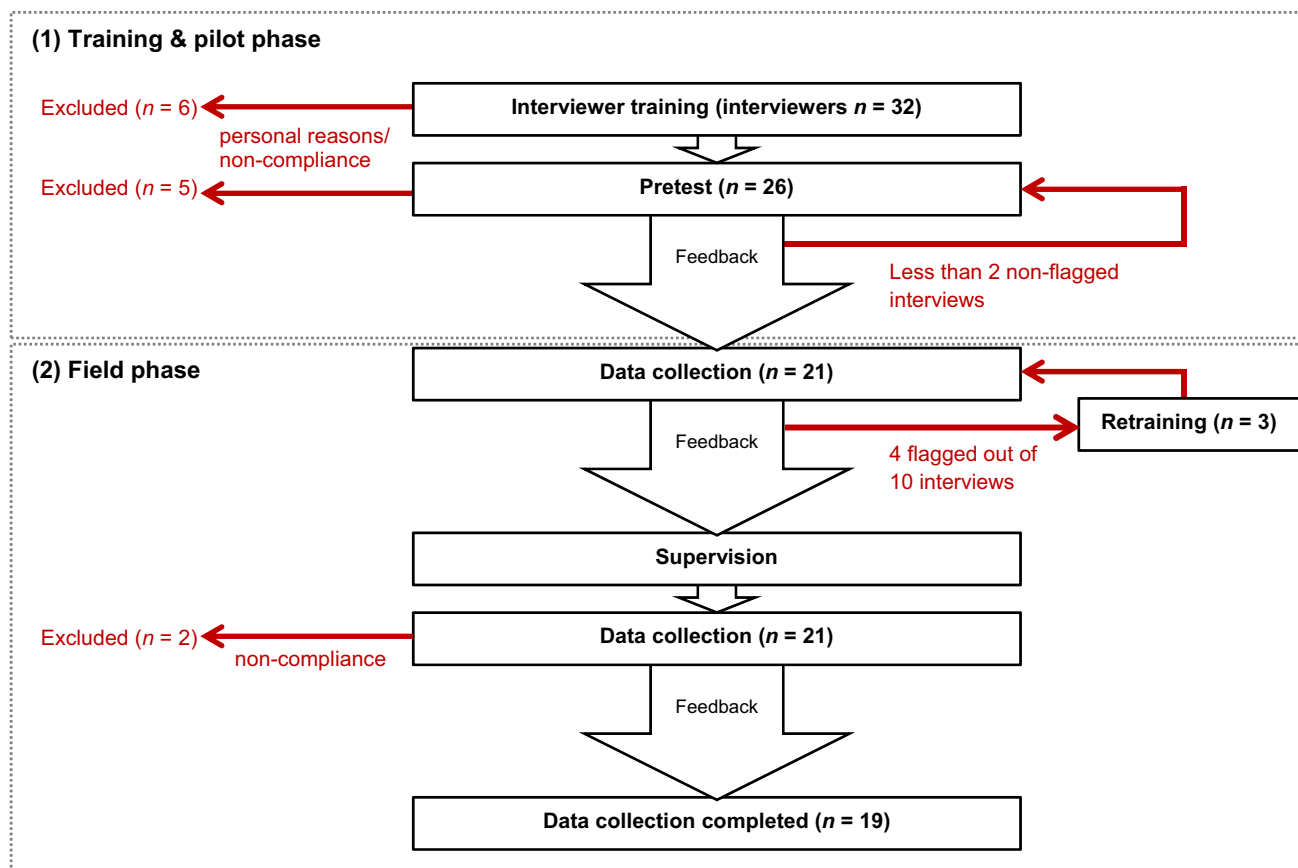 (1) Training & pilot phase
Excluded (n = 6)
Interviewer training (interviewers n = 32)
personal reasons/
non-compliance
Excluded (n = 5)
Pretest (n = 26)
Feedback
Less than 2 non-flagged
interviews
(2) Field phase
Data collection (n = 21)
Retraining (n = 3)
Feedback
4 flagged out of
10 interviews
Supervision
Excluded (n = 2)
Data collection (n = 21)
non-compliance
Feedback
Data collection completed (n = 19)